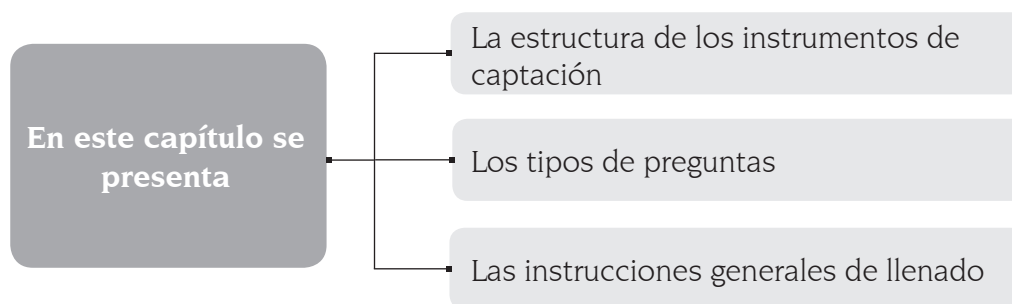 En este capítulo se
presenta
La estructura de los instrumentos de
captación
Los tipos de preguntas
Las instrucciones generales de llenado